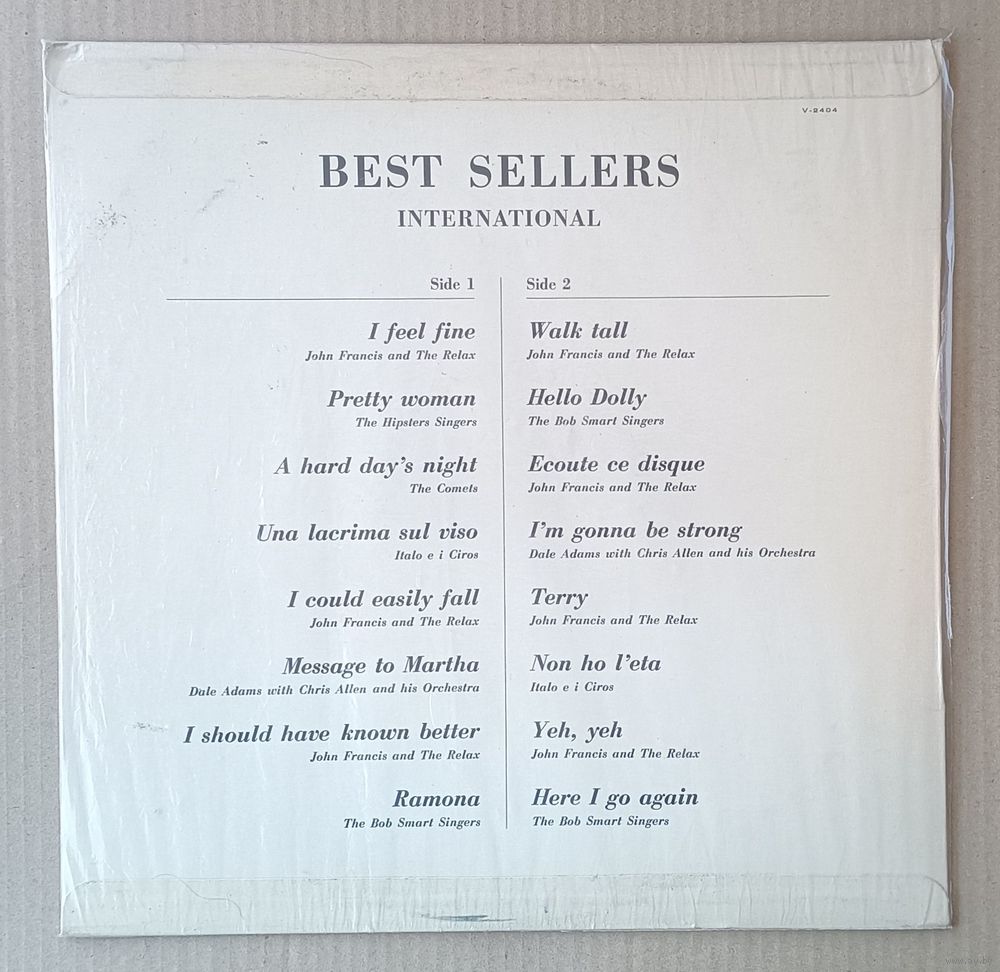 V-2404
BEST SELLERS
INTERNATIONAL
Side 1
I feel fine
John Francis and The Relax
Pretty woman
The Hipsters Singers
A hard day's night
The Comets
Una lacrima sul viso
Italo e i Ciros
I could easily fall
John Francis and The Relax
Message to Martha
Dale Adams with Chris Allen and his Orchestra
I should have known better
John Francis and The Relax
Ramona
The Bob Smart Singers
Side 2
Walk tall
John Francis and The Relax
Hello Dolly
The Bob Smart Singers
Ecoute ce disque
John Francis and The Relax
I'm gonna be strong
Dale Adams with Chris Allen and his Orchestra
Terry
John Francis and The Relax
Non ho l'eta
Italo e i Ciros
Yeh, yeh
John Francis and The Relax
Here I go again
The Bob Smart Singers